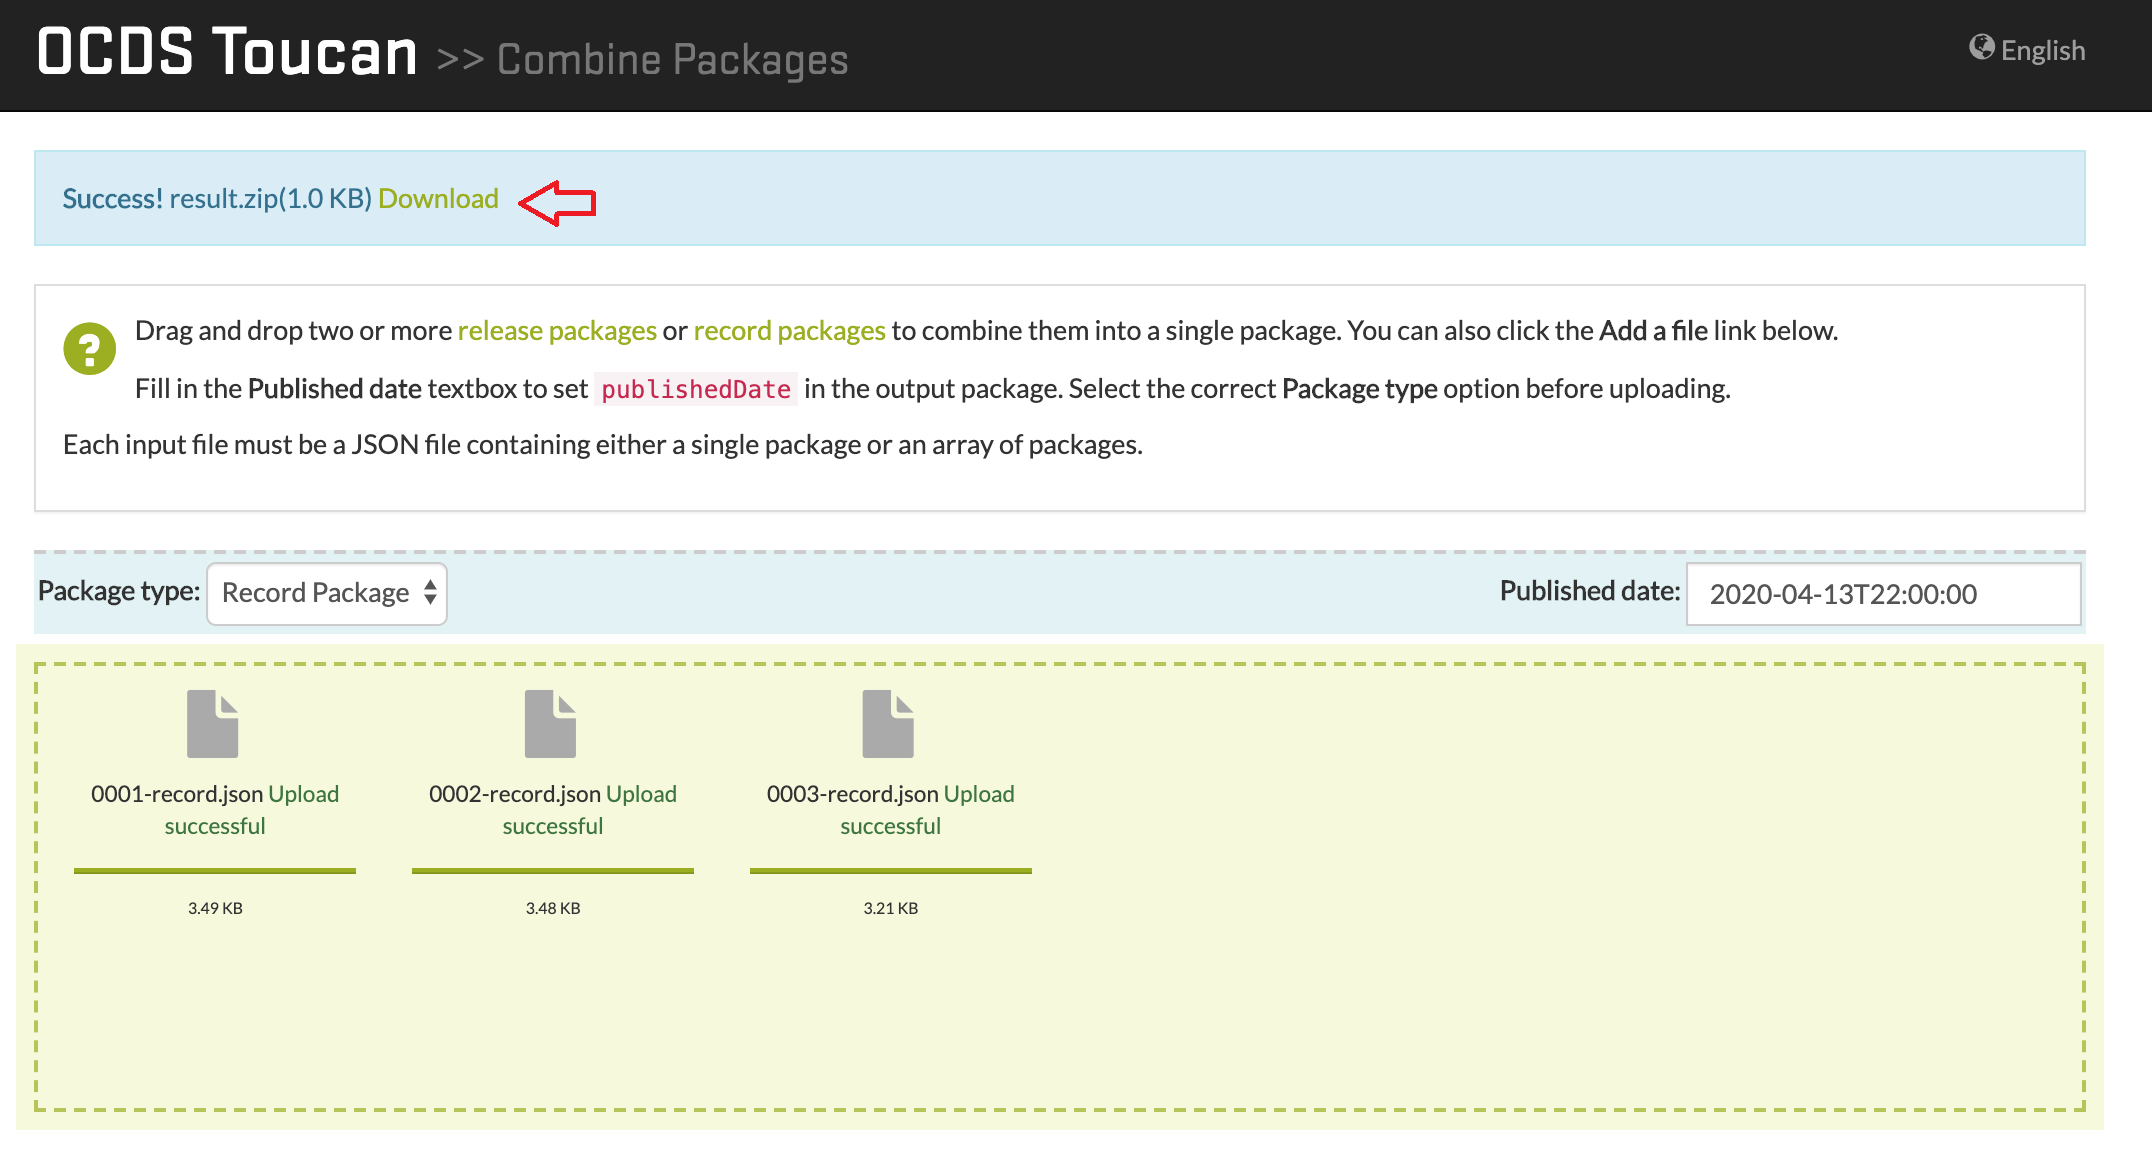 OCDS Toucan >> Combine Packages
English
Success! result.zip(1.0 KB) Download
?
Drag and drop two or more release packages or record packages to combine them into a single package. You can also click the Add a file link below.
Fill in the Published date textbox to set publishedDate in the output package. Select the correct Package type option before uploading.
Each input file must be a JSON file containing either a single package or an array of packages.
Package type: Record Package
Published date: 2020-04-13T22:00:00
0001-record.json Upload
successful
3.49 KB
0002-record.json Upload
successful
3.48 KB
0003-record.json Upload
successful
3.21 KB